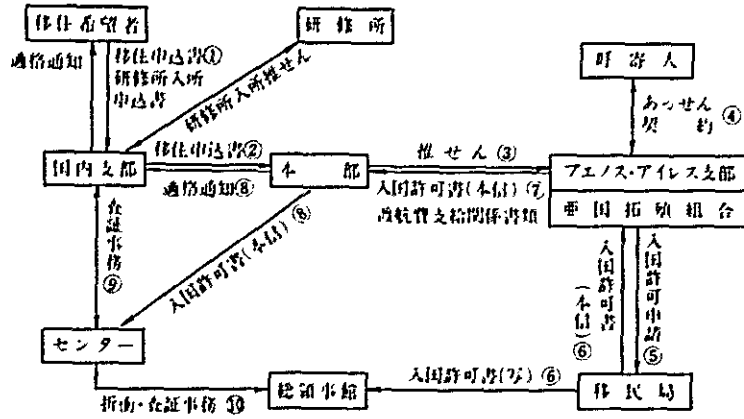 移住希望者
研修所
町寄人
適格通知
移住申込書①
研修所入所
申込書
研修所入所推せん
あっせん
契約 ④
国内支部
移住申込書②
適格通知⑧
本部
推せん③
入国許可書(本信)⑦
渡航費支給関係書類
ブエノス・アイレス支部
亜国拓殖組合
査証事務⑨
入国許可書(本信)⑧
入国許可書(本信)⑥
入国許可申請⑤
センター
折衝・査証事務⑩
総領事館
入国許可書(写)⑥
移民局